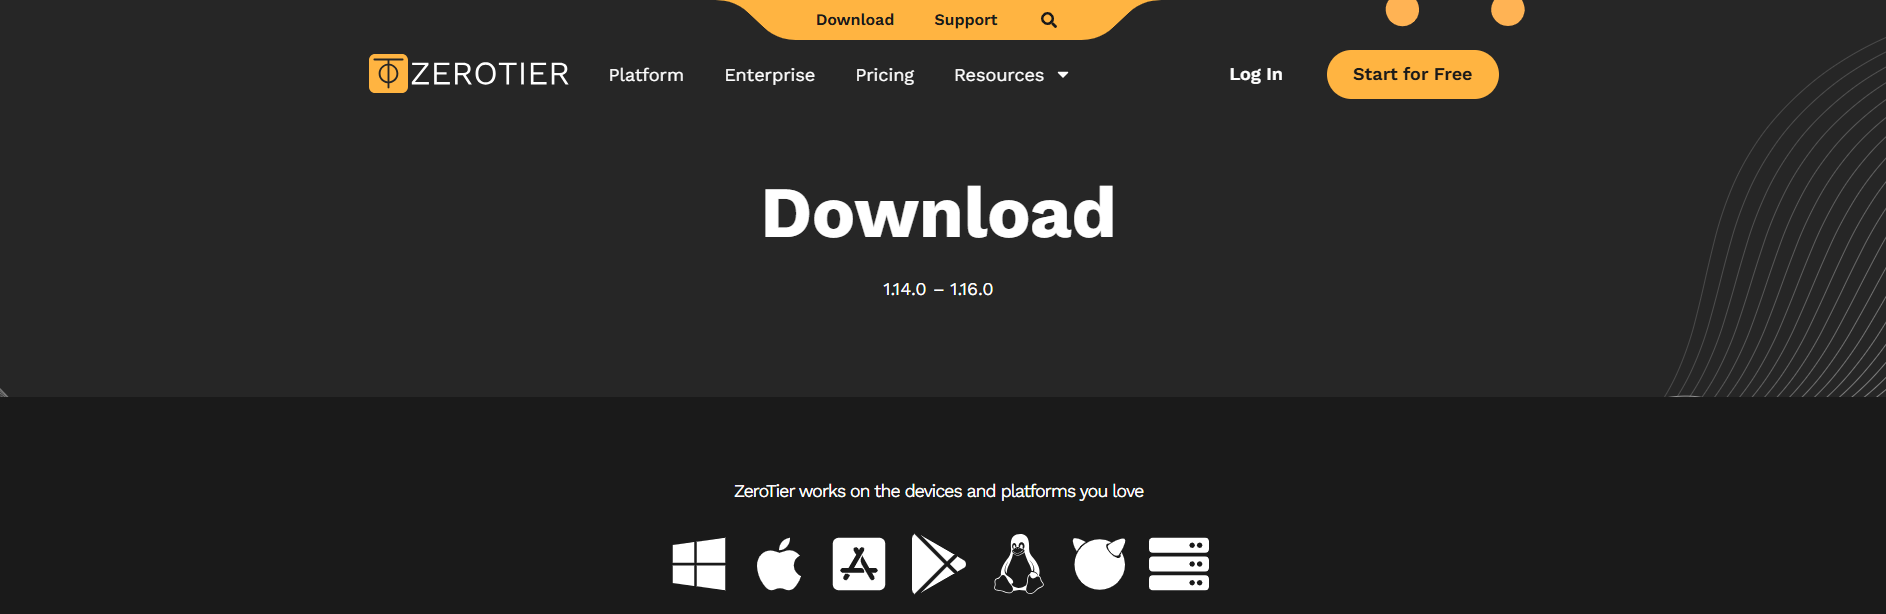 Download Support
ZEROTIER Platform Enterprise Pricing Resources Log In Start for Free
Download
1.14.0 – 1.16.0
ZeroTier works on the devices and platforms you love